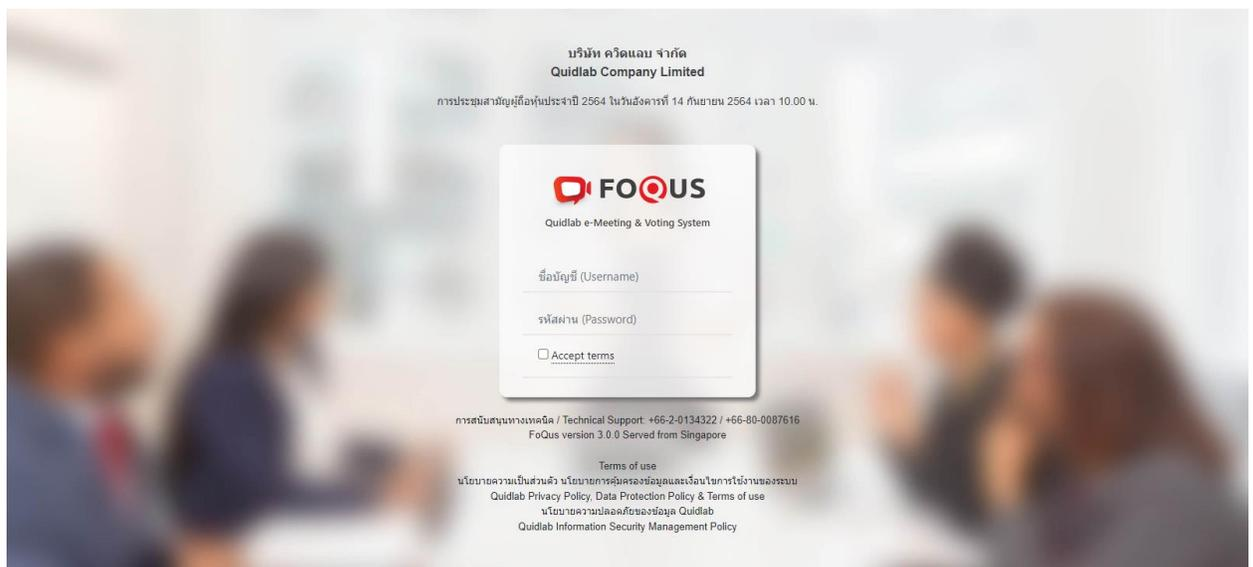 บริษัท ควิดแลบ จำกัด
Quidlab Company Limited
การประชุมสามัญผู้ถือหุ้นประจำปี 2564 ในวันอังคารที่ 14 กันยายน 2564 เวลา 10.00 น.
FOQUS
Quidlab e-Meeting & Voting System
ชื่อบัญชี (Username)
รหัสผ่าน (Password)
Accept terms
การสนับสนุนทางเทคนิค / Technical Support: +66-2-0134322 / +66-80-0087616
FoQus version 3.0.0 Served from Singapore
Terms of use
นโยบายความเป็นส่วนตัว นโยบายการคุ้มครองข้อมูลและเงื่อนไขการใช้งานของระบบ
Quidlab Privacy Policy, Data Protection Policy & Terms of use
นโยบายความปลอดภัยของข้อมูล Quidlab
Quidlab Information Security Management Policy